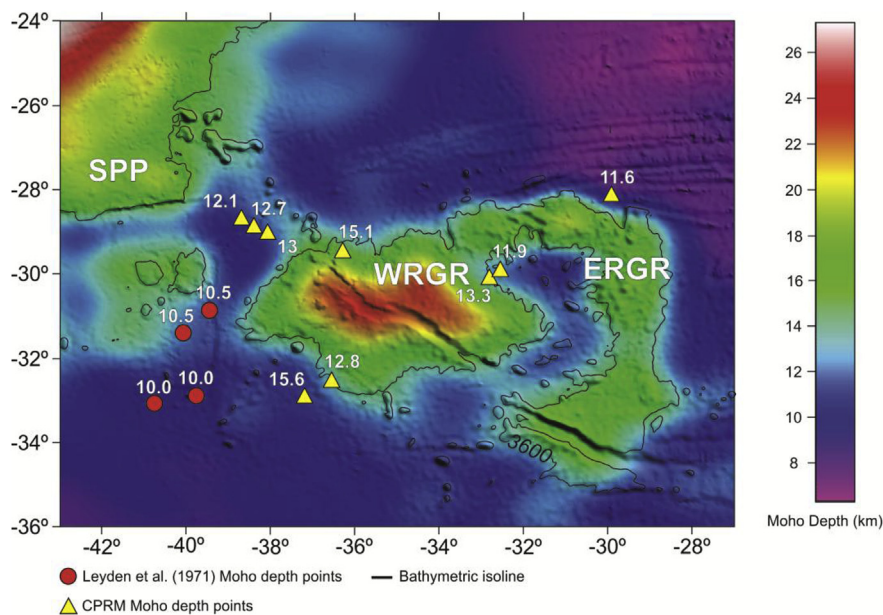 -24º
-26º
-28º
-30º
-32º
-34º
-36º
SPP
12.1
12.7
13
15.1
11.6
WRGR
11.9
ERGR
13.3
10.5
10.5
12.8
10.0
10.0
15.6
3600
-42º
-40º
-38º
-36º
-34º
-32º
-30º
-28º
26
24
22
20
18
16
14
12
10
8
Moho Depth (km)
Leyden et al. (1971) Moho depth points
Bathymetric isoline
CPRM Moho depth points